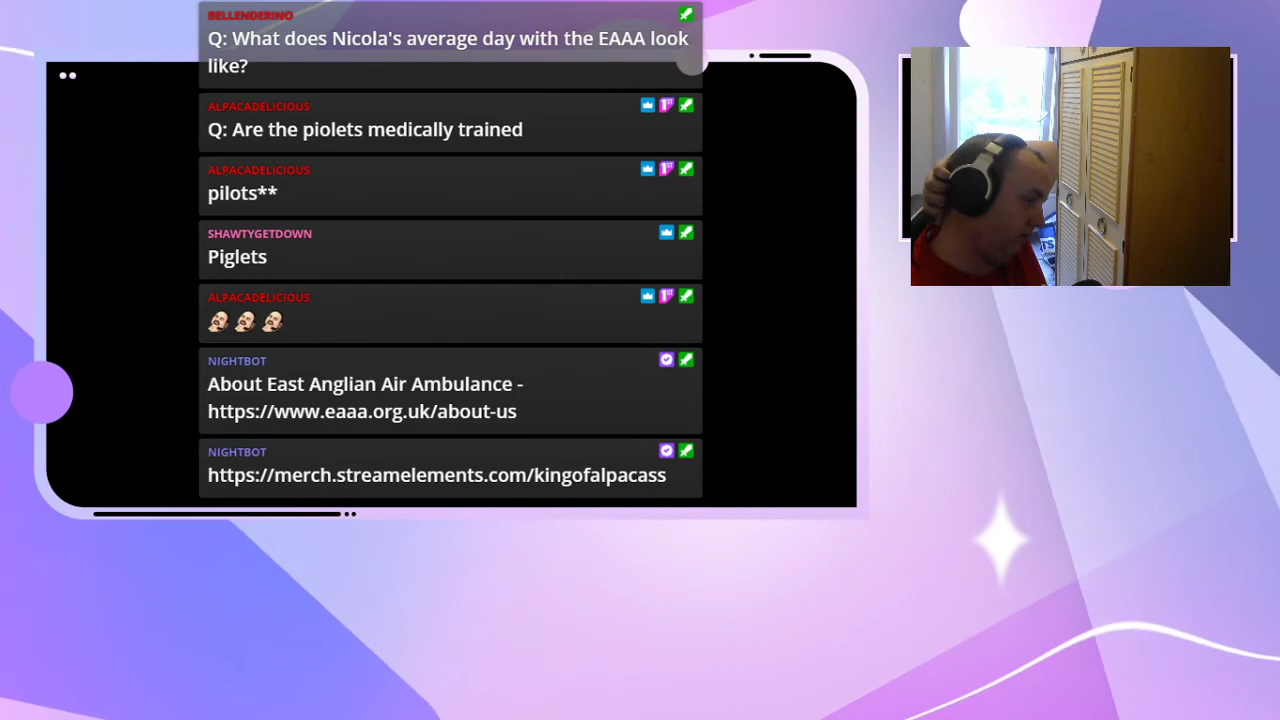 BELLENDERINO
Q: What does Nicola's average day with the EAAA look
like?
ALPACADELICIOUS
Q: Are the piolets medically trained
ALPACADELICIOUS
pilots**
SHAWTYGETDOWN
Piglets
ALPACADELICIOUS
NIGHTBOT
About East Anglian Air Ambulance -
https://www.eaaa.org.uk/about-us
NIGHTBOT
https://merch.streamelements.com/kingofalpacass